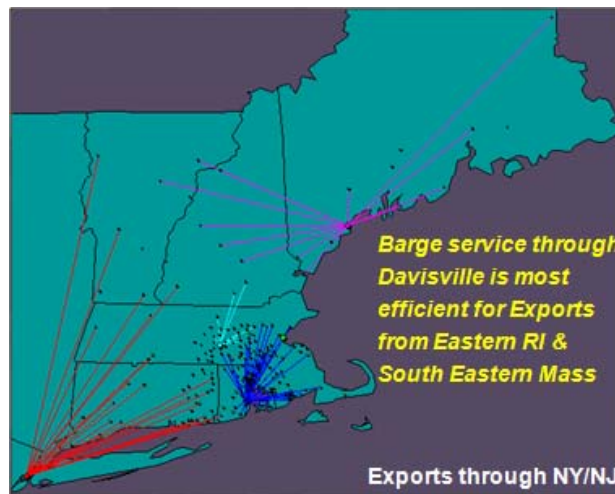 Barge service through
Davisville is most
efficient for Exports
from Eastern RI &
South Eastern Mass
Exports through NY/NJ